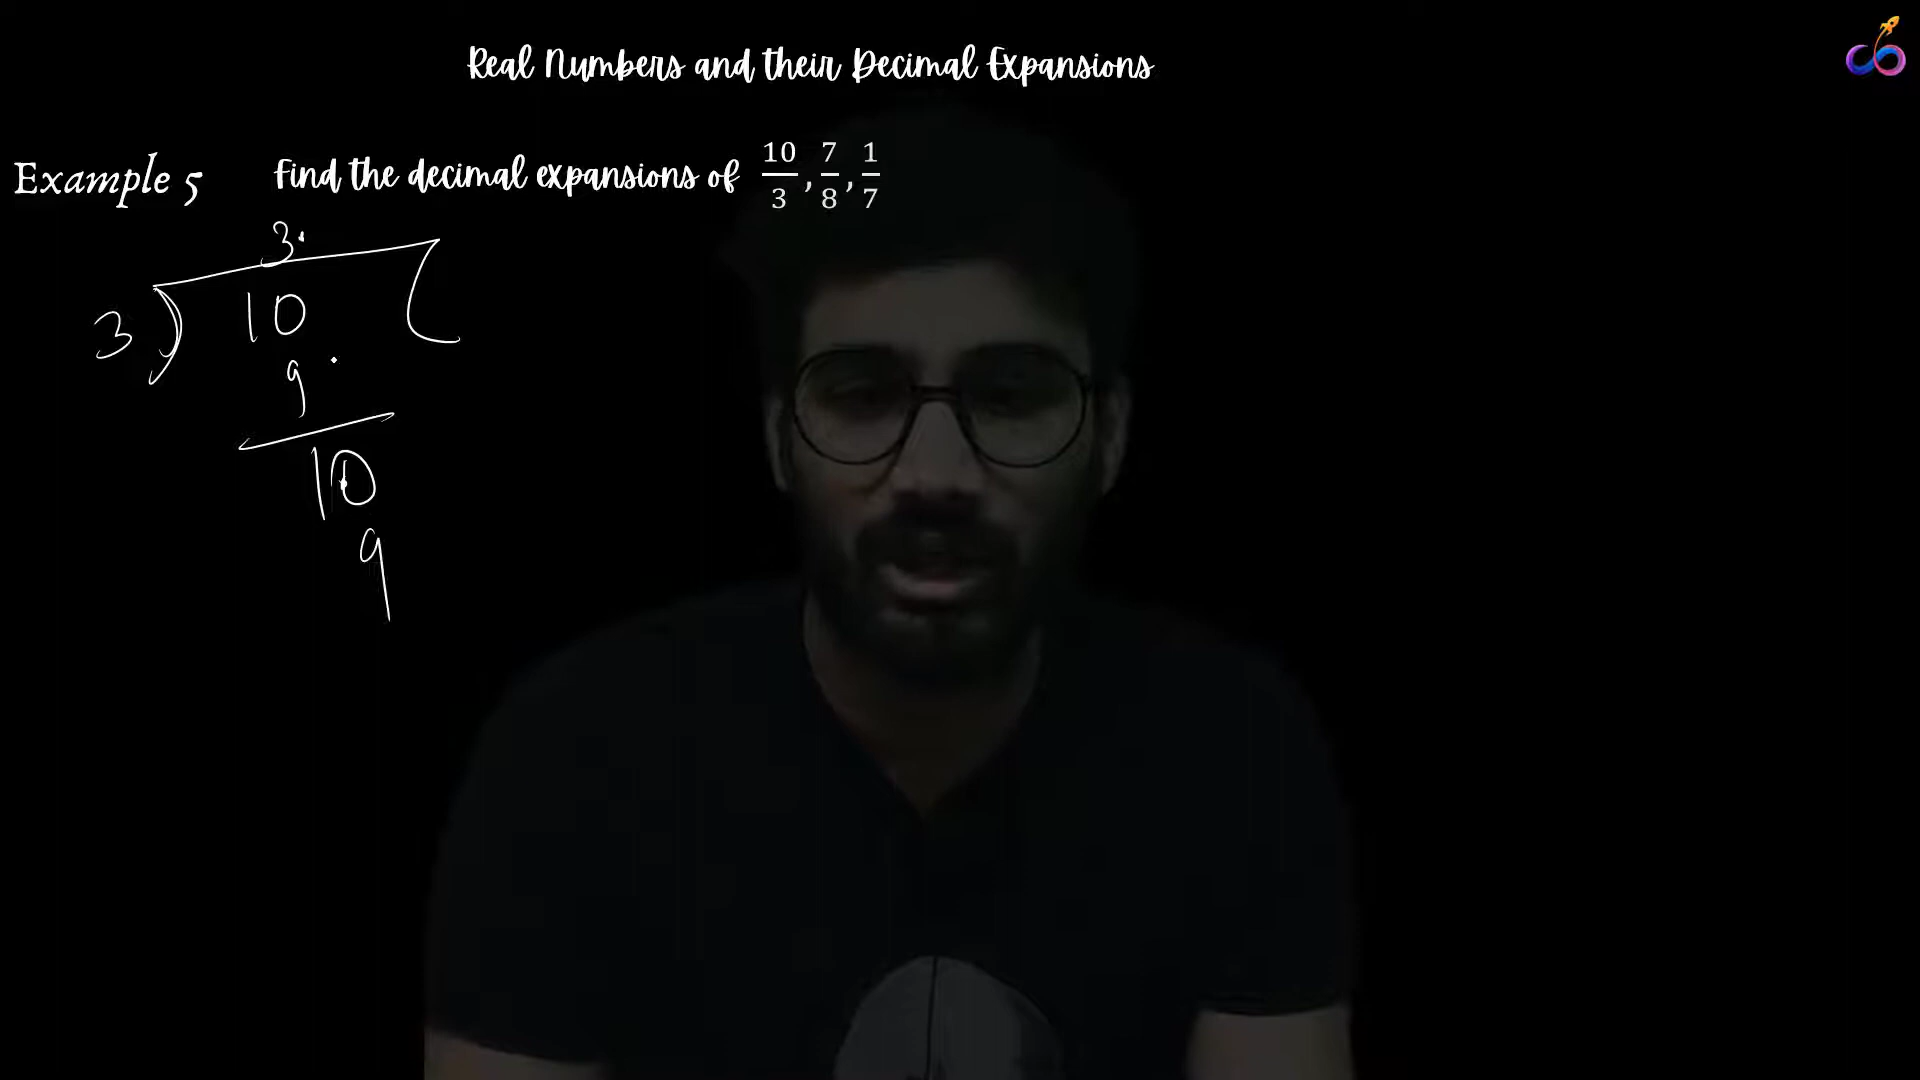 Real Numbers and their Decimal Expansions
Example 5 Find the decimal expansions of 10/3, 7/8, 1/7
3.
3) 10
9
10
9